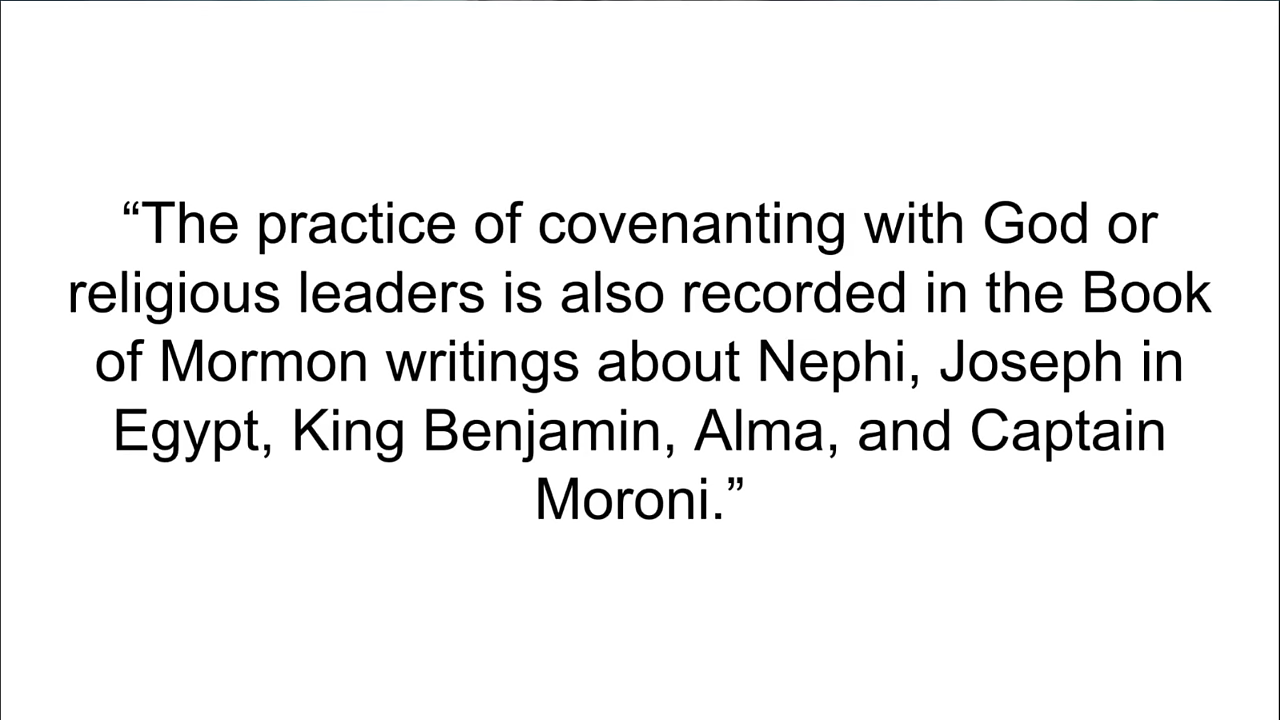 “The practice of covenanting with God or
religious leaders is also recorded in the Book
of Mormon writings about Nephi, Joseph in
Egypt, King Benjamin, Alma, and Captain
Moroni.”